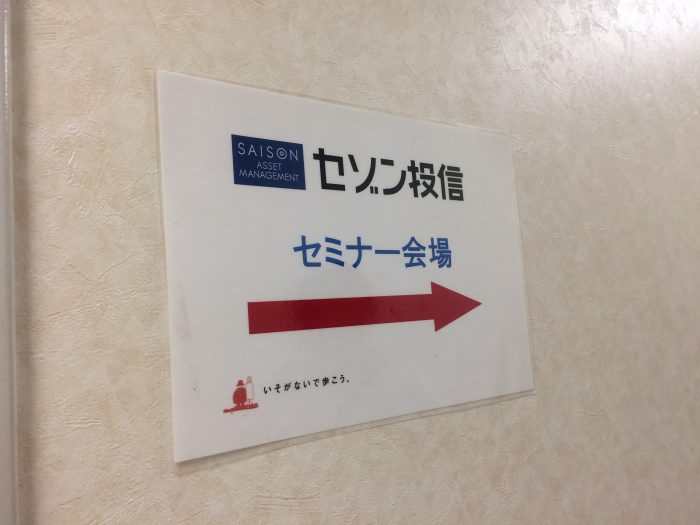 SAISON
ASSET
MANAGEMENT
セゾン投信
セミナー会場
いそがないで歩こう。